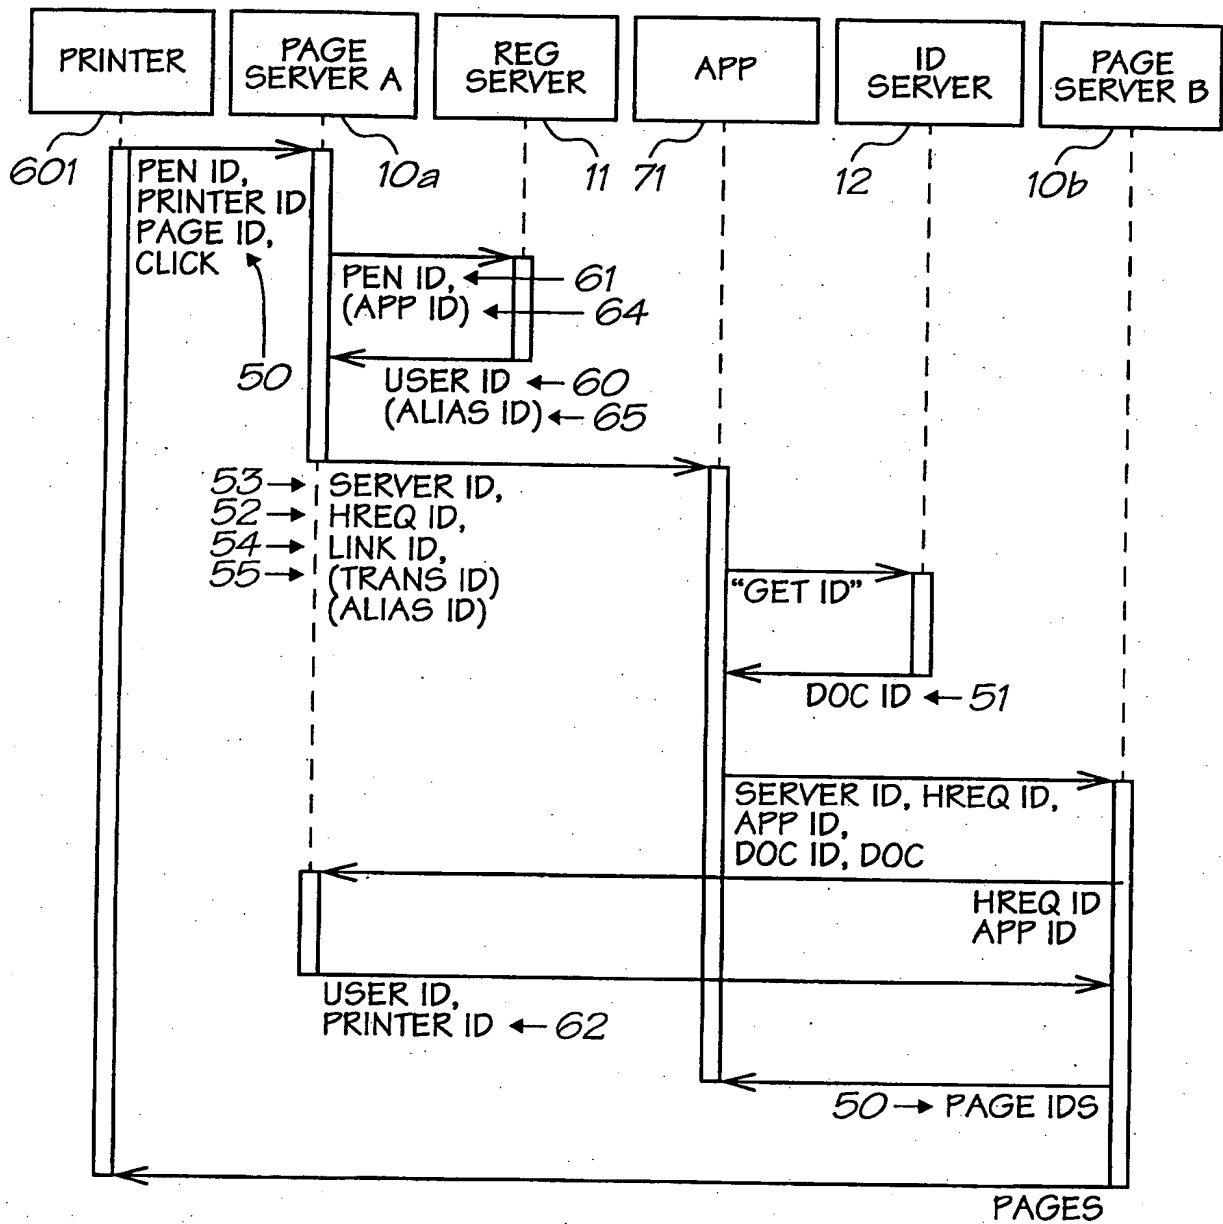 PRINTER
PAGE
SERVER A
REG
SERVER
APP
ID
SERVER
PAGE
SERVER B
601
10a
11
71
12
10b
PEN ID,
PRINTER ID
PAGE ID,
CLICK
50
PEN ID, 61
(APP ID) 64
USER ID 60
(ALIAS ID) 65
53 SERVER ID,
52 HREQ ID,
54 LINK ID,
55 (TRANS ID)
(ALIAS ID)
"GET ID"
DOC ID 51
SERVER ID, HREQ ID,
APP ID,
DOC ID, DOC
HREQ ID
APP ID
USER ID,
PRINTER ID 62
50 PAGE IDS
PAGES